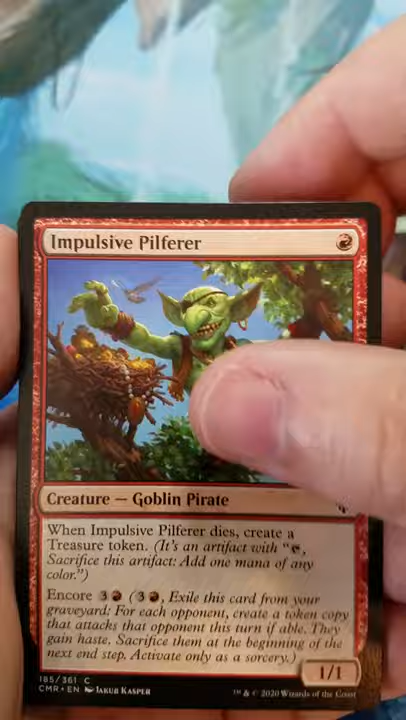 Impulsive Pilferer
Creature — Goblin Pirate
When Impulsive Pilferer dies, create a
Treasure token. (It's an artifact with “,
Sacrifice this artifact: Add one mana of any
color.”)
Encore 3 (3, Exile this card from your
graveyard: For each opponent, create a token copy
that attacks that opponent this turn if able. They
gain haste. Sacrifice them at the beginning of the
next end step. Activate only as a sorcery.)
1/1
185/361 C
CMR • EN Jakub Kasper
™ & © 2020 Wizards of the Coast